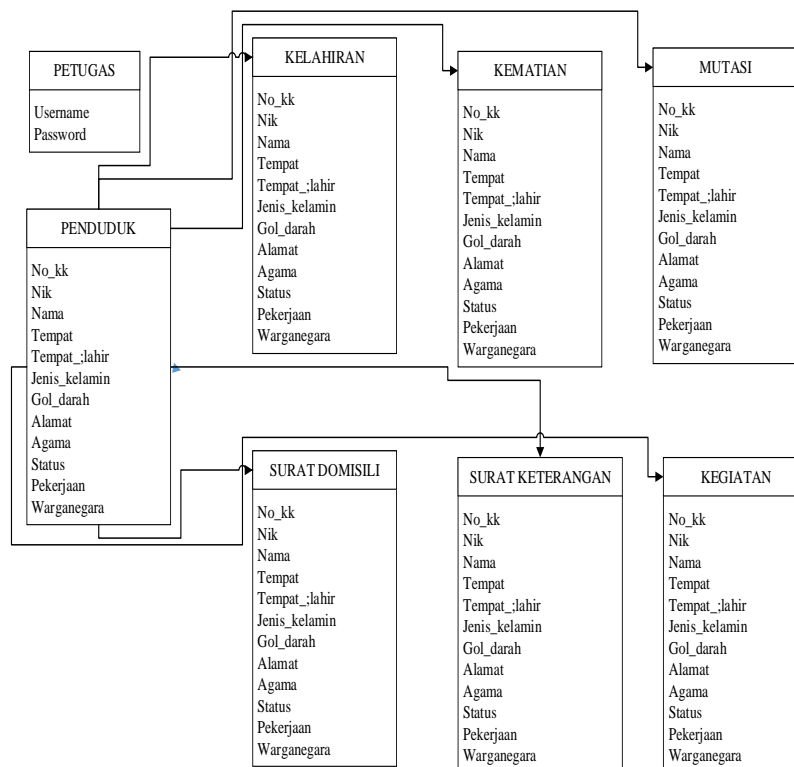 PETUGAS
Username
Password
KELAHIRAN
No_kk
Nik
Nama
Tempat
Tempat_;lahir
Jenis_kelamin
Gol_darah
Alamat
Agama
Status
Pekerjaan
Warganegara
KEMATIAN
No_kk
Nik
Nama
Tempat
Tempat_;lahir
Jenis_kelamin
Gol_darah
Alamat
Agama
Status
Pekerjaan
Warganegara
MUTASI
No_kk
Nik
Nama
Tempat
Tempat_;lahir
Jenis_kelamin
Gol_darah
Alamat
Agama
Status
Pekerjaan
Warganegara
PENDUDUK
No_kk
Nik
Nama
Tempat
Tempat_;lahir
Jenis_kelamin
Gol_darah
Alamat
Agama
Status
Pekerjaan
Warganegara
SURAT DOMISILI
No_kk
Nik
Nama
Tempat
Tempat_;lahir
Jenis_kelamin
Gol_darah
Alamat
Agama
Status
Pekerjaan
Warganegara
SURAT KETERANGAN
No_kk
Nik
Nama
Tempat
Tempat_;lahir
Jenis_kelamin
Gol_darah
Alamat
Agama
Status
Pekerjaan
Warganegara
KEGIATAN
No_kk
Nik
Nama
Tempat
Tempat_;lahir
Jenis_kelamin
Gol_darah
Alamat
Agama
Status
Pekerjaan
Warganegara